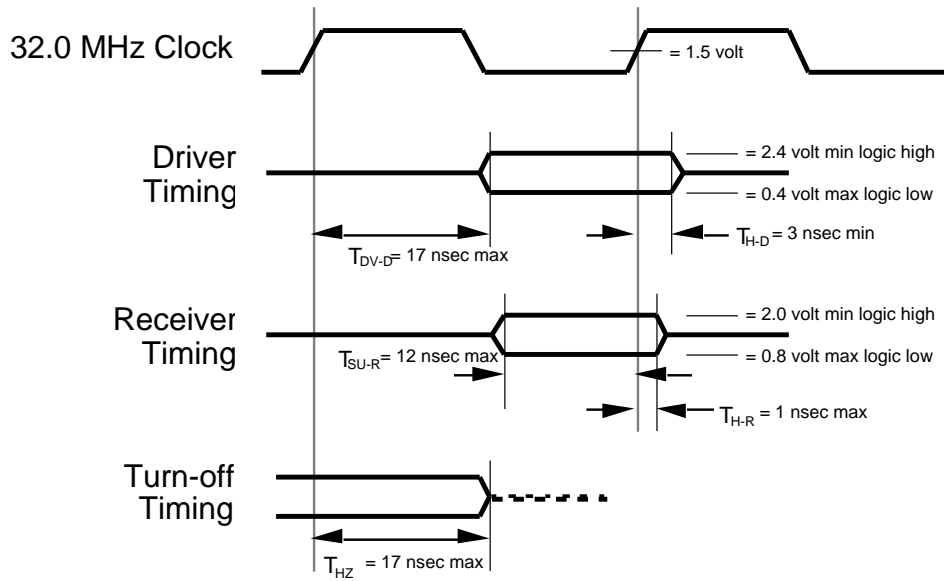 32.0 MHz Clock
= 1.5 volt
Driver
Timing
= 2.4 volt min logic high
= 0.4 volt max logic low
TDV-D= 17 nsec max
TH-D = 3 nsec min
Receiver
Timing
= 2.0 volt min logic high
= 0.8 volt max logic low
TSU-R= 12 nsec max
TH-R = 1 nsec max
Turn-off
Timing
THZ = 17 nsec max